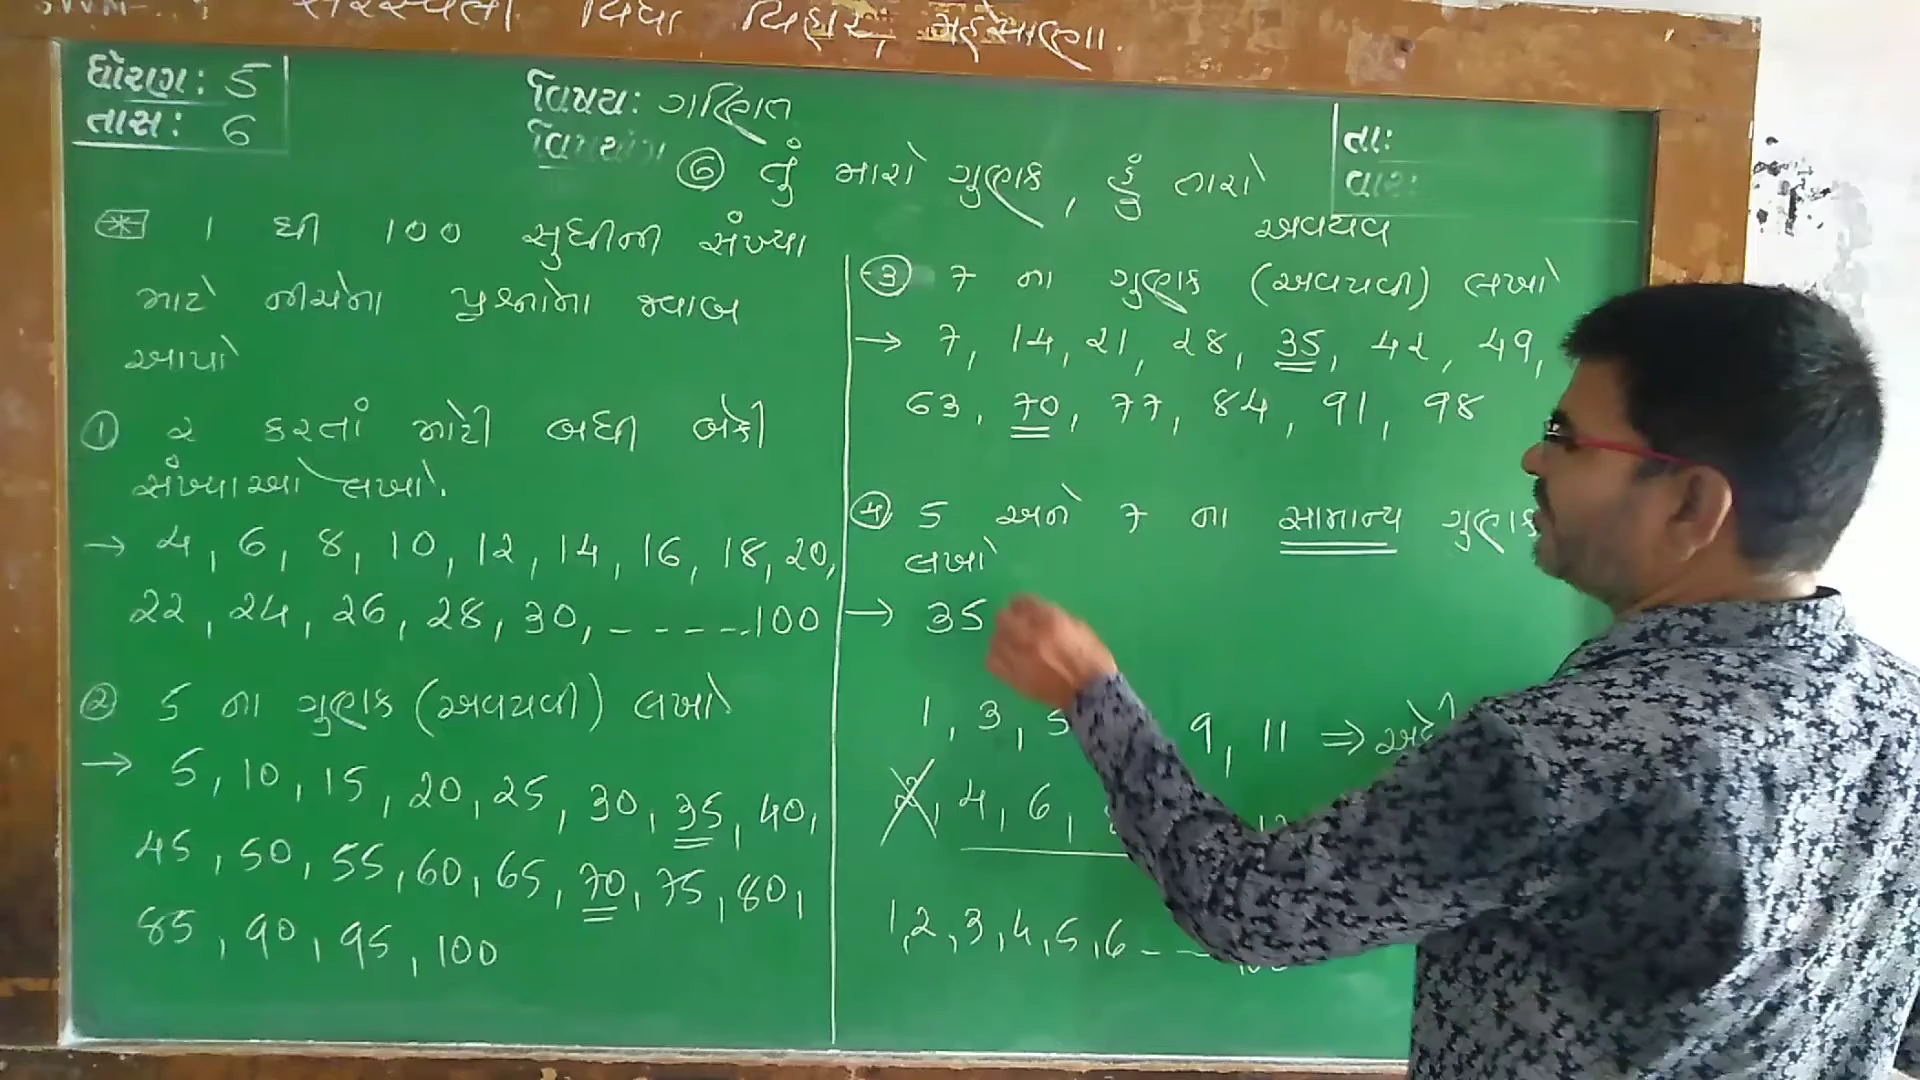 સરસ્વતી વિદ્યા વિહાર, મહેસાણા.
ધોરણ: 5
તાસ: 6
વિષય: ગણિત
તા:
વાર:
⑥ તું મારો ગુણક, હું તારો
અવયવ
* 1 થી 100 સુધીની સંખ્યા
માટે નીચેના પ્રશ્નોના જવાબ
આપો
① ૨ કરતાં મોટી બધી બેકી
સંખ્યાઓ લખો.
→ 4, 6, 8, 10, 12, 14, 16, 18, 20,
22, 24, 26, 28, 30, - - - - .. 100
② 5 ના ગુણક (અવયવી) લખો
→ 5, 10, 15, 20, 25, 30, 35, 40,
45, 50, 55, 60, 65, 70, 75, 80,
85, 90, 95, 100
③ 7 ના ગુણક (અવયવી) લખો
→ 7, 14, 21, 28, 35, 42, 49,
63, 70, 77, 84, 91, 98
④ 5 અને 7 ના સામાન્ય ગુણક
લખો
→ 35
1, 3, 5 9, 11 ⇒
2, 4, 6,
1, 2, 3, 4, 5, 6 - -